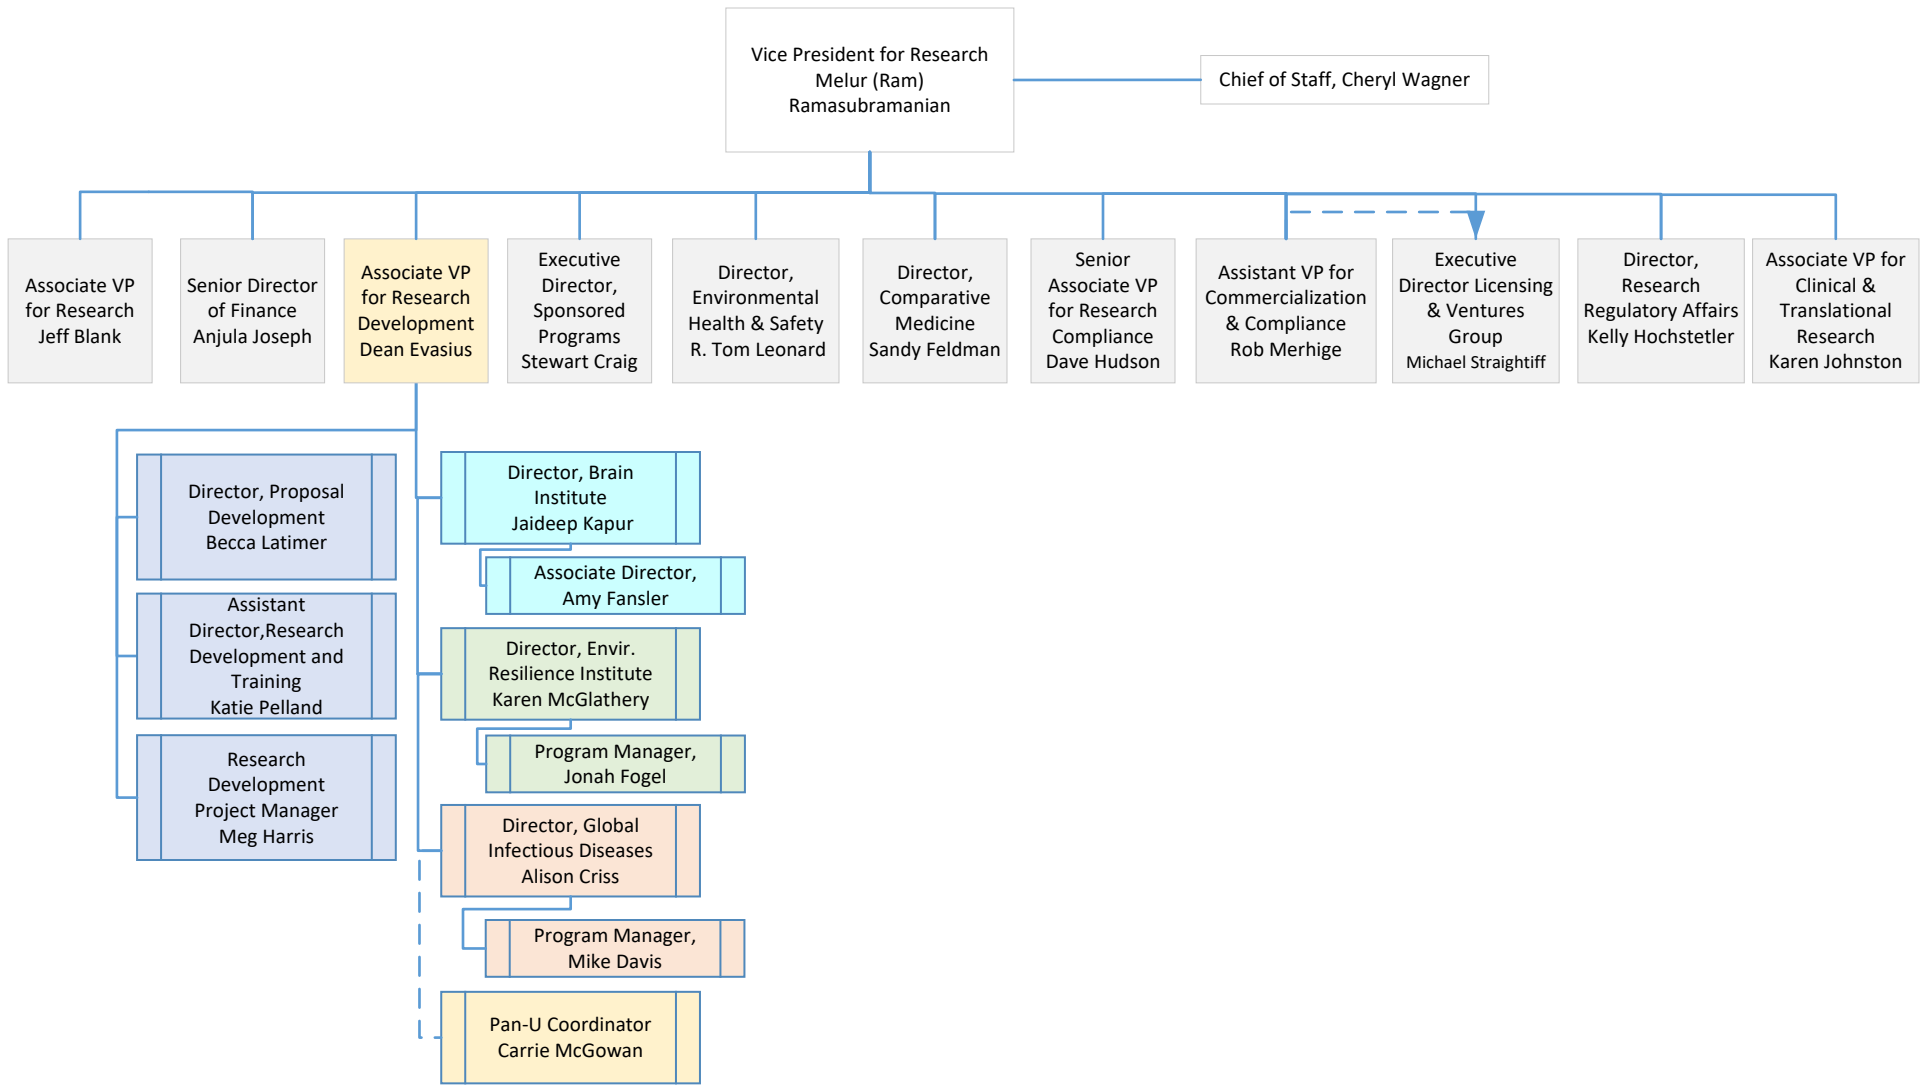 Vice President for Research
Melur (Ram)
Ramasubramanian
Chief of Staff, Cheryl Wagner
Associate VP
for Research
Jeff Blank
Senior Director
of Finance
Anjula Joseph
Associate VP
for Research
Development
Dean Evasius
Executive
Director,
Sponsored
Programs
Stewart Craig
Director,
Environmental
Health & Safety
R. Tom Leonard
Director,
Comparative
Medicine
Sandy Feldman
Senior
Associate VP
for Research
Compliance
Dave Hudson
Assistant VP for
Commercialization
& Compliance
Rob Merhige
Executive
Director Licensing
& Ventures
Group
Michael Straightiff
Director,
Research
Regulatory Affairs
Kelly Hochstetler
Associate VP for
Clinical &
Translational
Research
Karen Johnston
Director, Proposal
Development
Becca Latimer
Assistant
Director,Research
Development and
Training
Katie Pelland
Research
Development
Project Manager
Meg Harris
Director, Brain
Institute
Jaideep Kapur
Associate Director,
Amy Fansler
Director, Envir.
Resilience Institute
Karen McGlathery
Program Manager,
Jonah Fogel
Director, Global
Infectious Diseases
Alison Criss
Program Manager,
Mike Davis
Pan-U Coordinator
Carrie McGowan